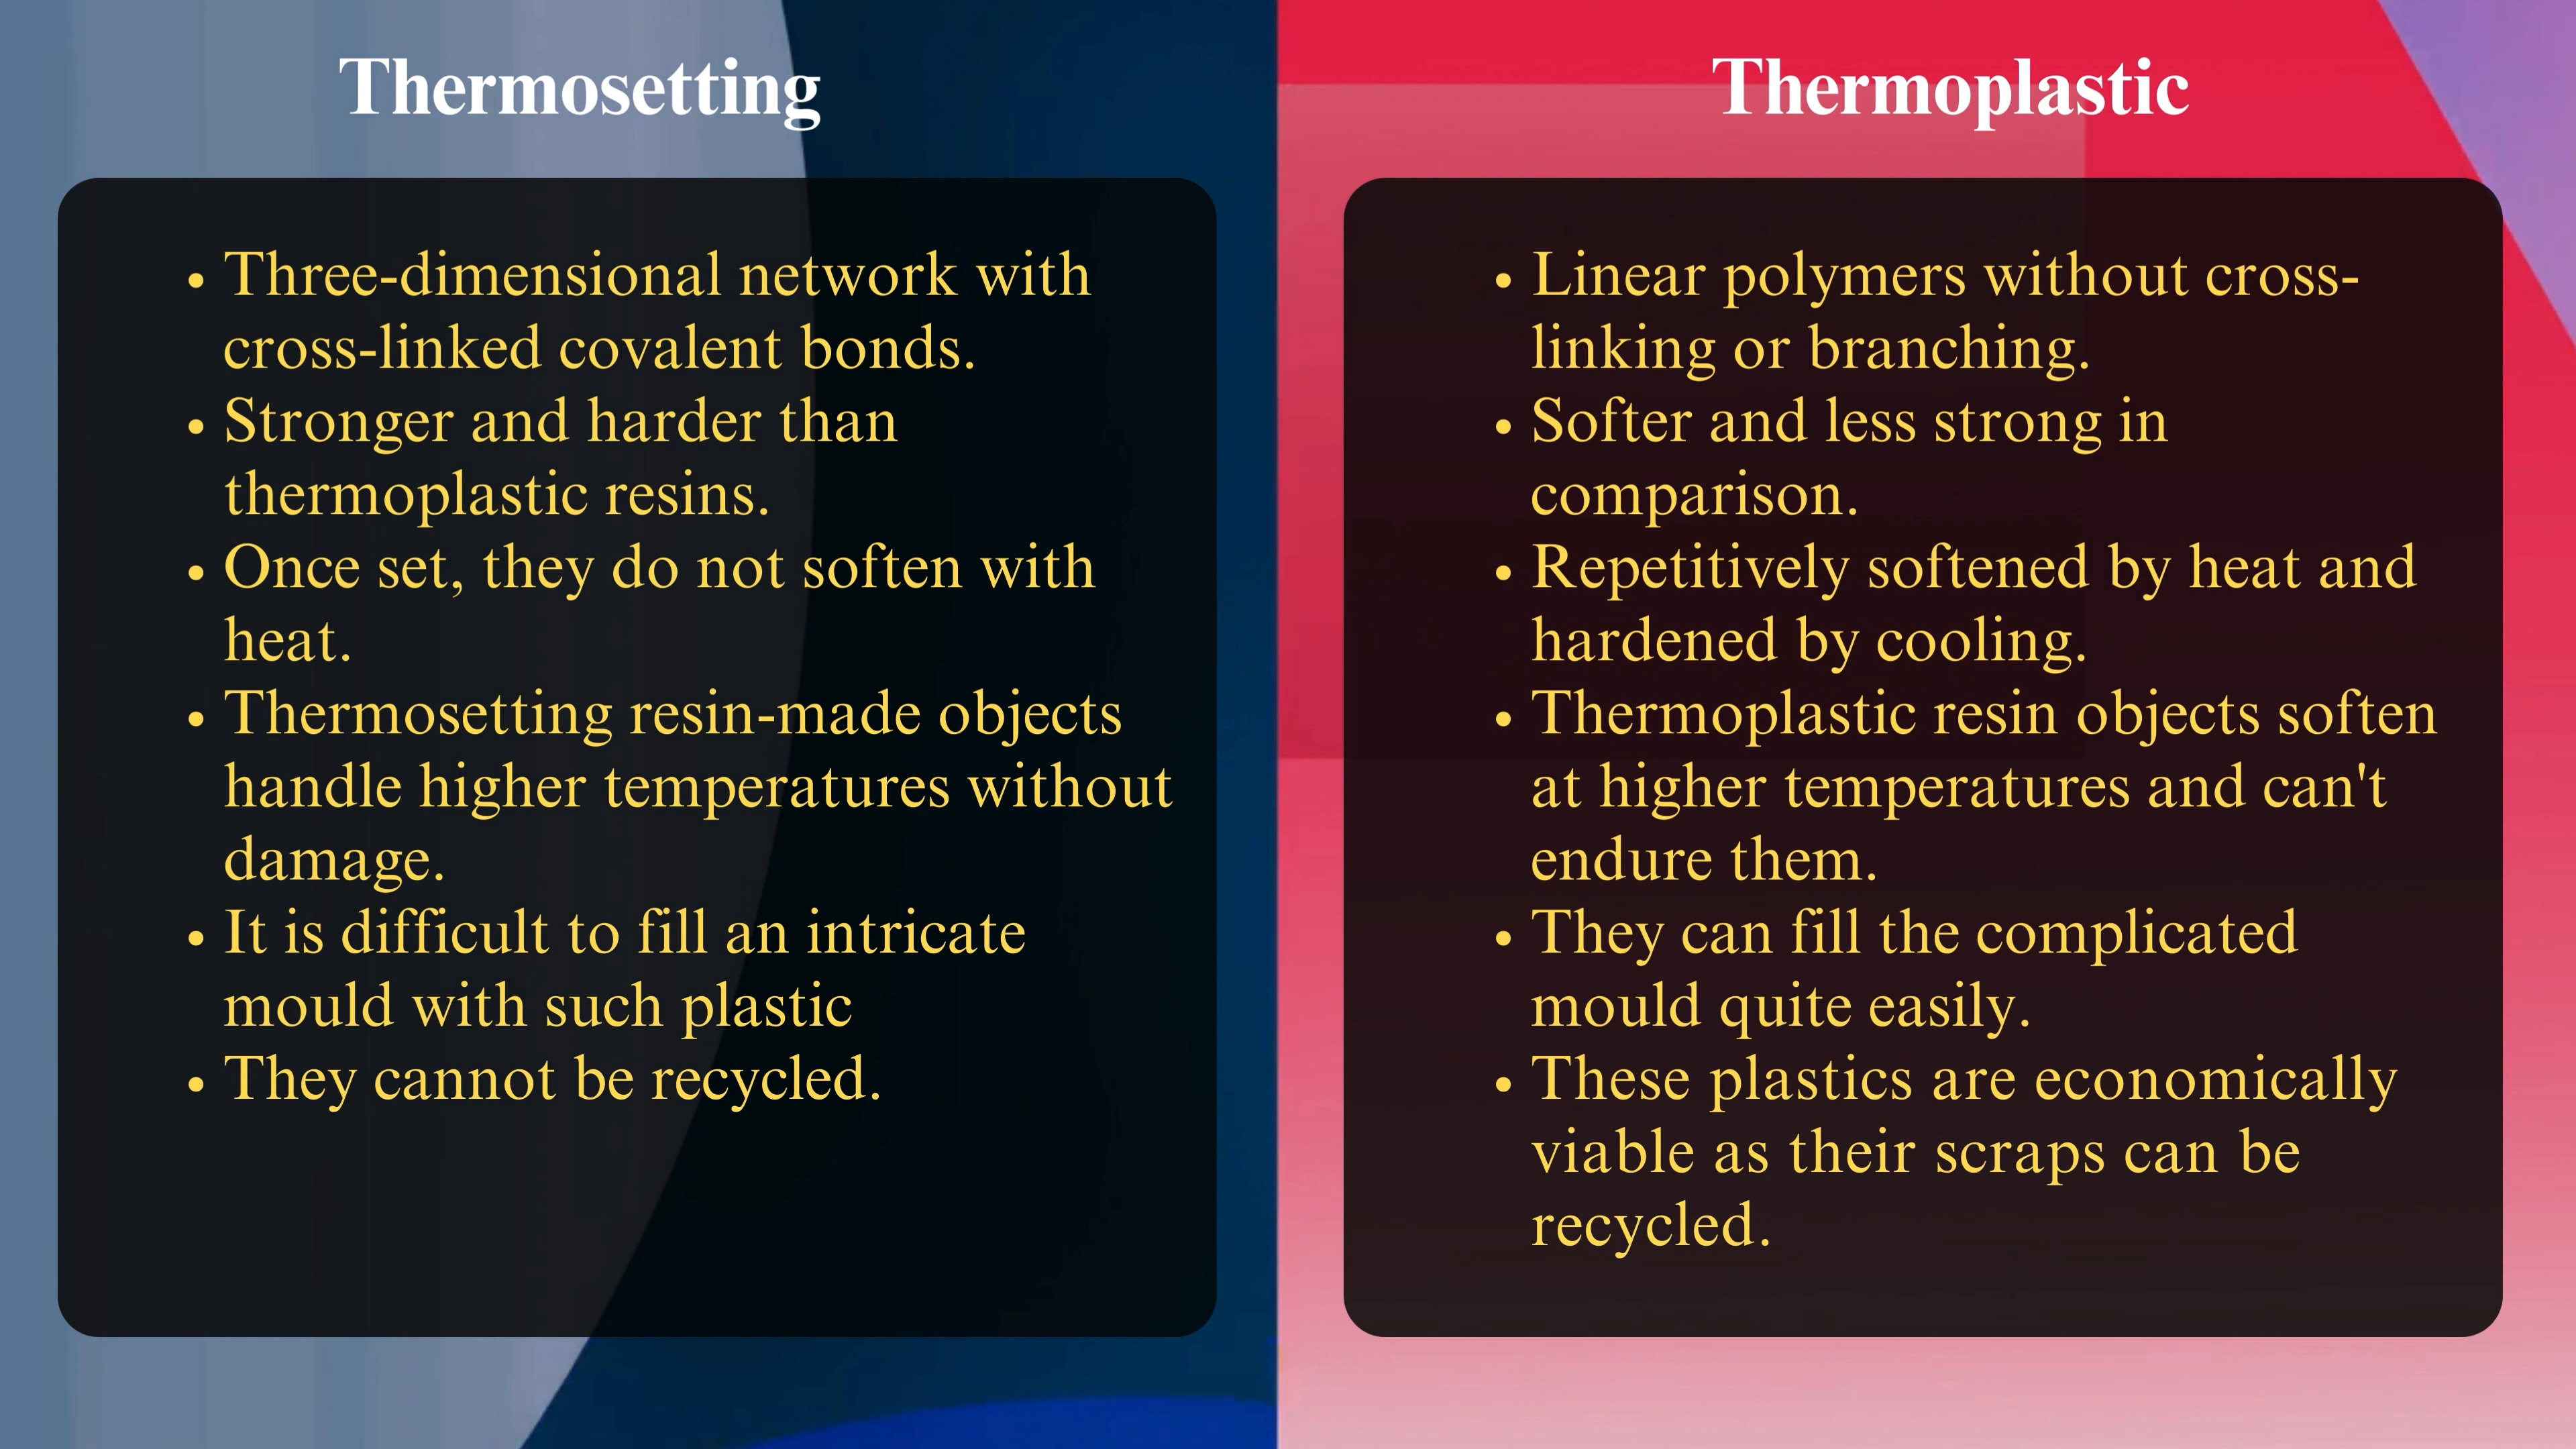 Thermosetting
• Three-dimensional network with
cross-linked covalent bonds.
• Stronger and harder than
thermoplastic resins.
• Once set, they do not soften with
heat.
• Thermosetting resin-made objects
handle higher temperatures without
damage.
• It is difficult to fill an intricate
mould with such plastic
• They cannot be recycled.
Thermoplastic
• Linear polymers without cross-
linking or branching.
• Softer and less strong in
comparison.
• Repetitively softened by heat and
hardened by cooling.
• Thermoplastic resin objects soften
at higher temperatures and can't
endure them.
• They can fill the complicated
mould quite easily.
• These plastics are economically
viable as their scraps can be
recycled.